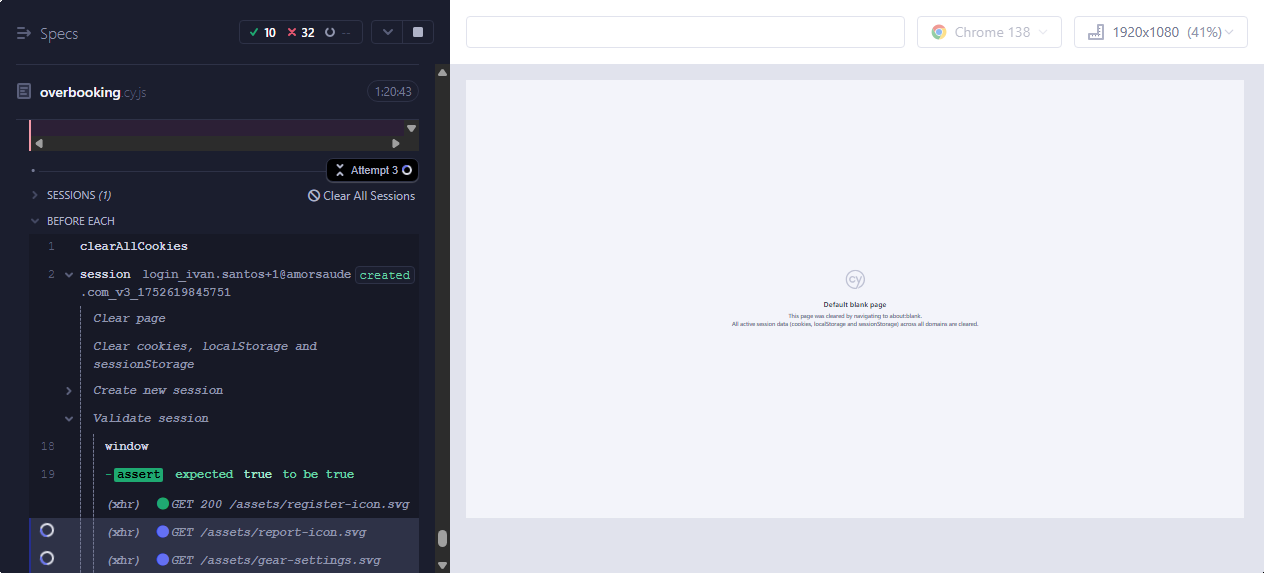 Specs
10 32 --
Chrome 138
1920x1080 (41%)
overbooking.cy.js
1:20:43
Attempt 3
SESSIONS (1)
Clear All Sessions
BEFORE EACH
1 clearAllCookies
2 session login_ivan.santos+1@amorsaude created
.com_v3_1752619845751
Clear page
Clear cookies, localStorage and
sessionStorage
Create new session
Validate session
18 window
19 -assert expected true to be true
(xhr) GET 200 /assets/register-icon.svg
(xhr) GET /assets/report-icon.svg
(xhr) GET /assets/gear-settings.svg
cy
Default blank page
This page was cleared by navigating to about:blank.
All active session data (cookies, localStorage and sessionStorage) across all domains are cleared.